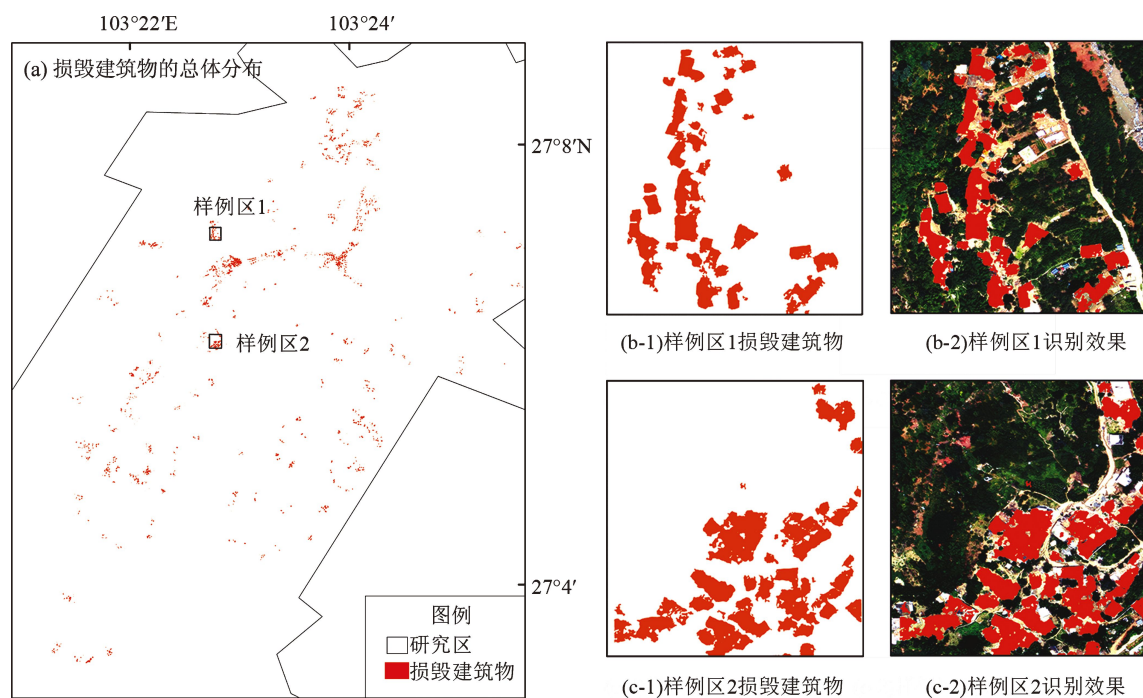 103°22′E
103°24′
(a) 损毁建筑物的总体分布
27°8′N
样例区1
样例区2
27°4′
图例
研究区
损毁建筑物
(b-1)样例区1损毁建筑物
(b-2)样例区1识别效果
(c-1)样例区2损毁建筑物
(c-2)样例区2识别效果